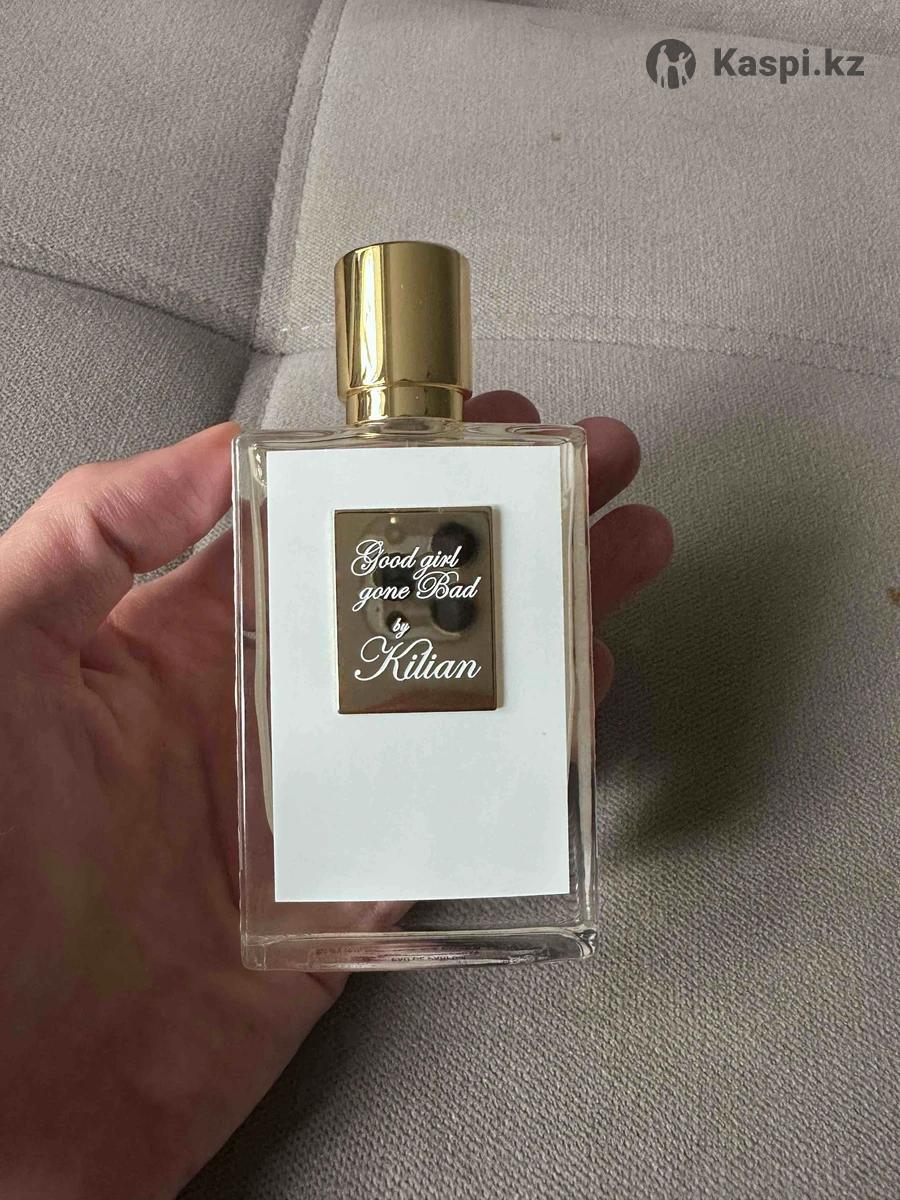 Kaspi.kz
Good girl
gone Bad
by
Kilian